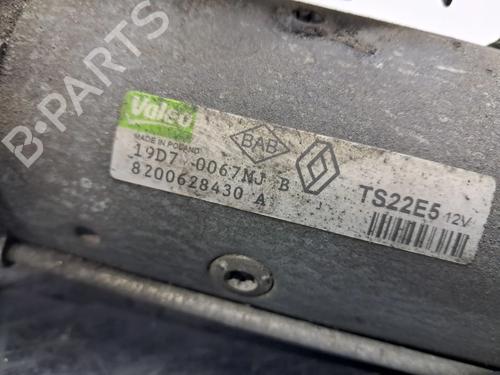 B-PARTS
Valeo
MADE IN POLAND
BAB
19D7 0067NJ B
8200628430 A
TS22E5 12V